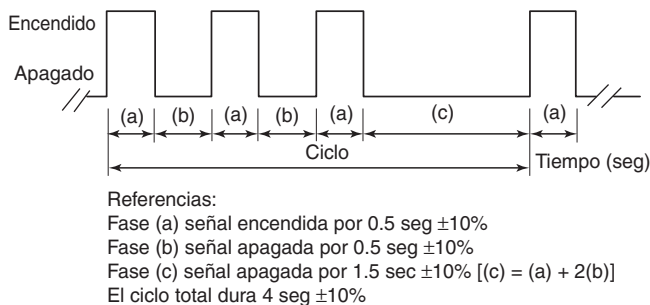 Encendido
Apagado
(a) (b) (a) (b) (a) (c) (a)
Ciclo
Tiempo (seg)
Referencias:
Fase (a) señal encendida por 0.5 seg ±10%
Fase (b) señal apagada por 0.5 seg ±10%
Fase (c) señal apagada por 1.5 sec ±10% [(c) = (a) + 2(b)]
El ciclo total dura 4 seg ±10%